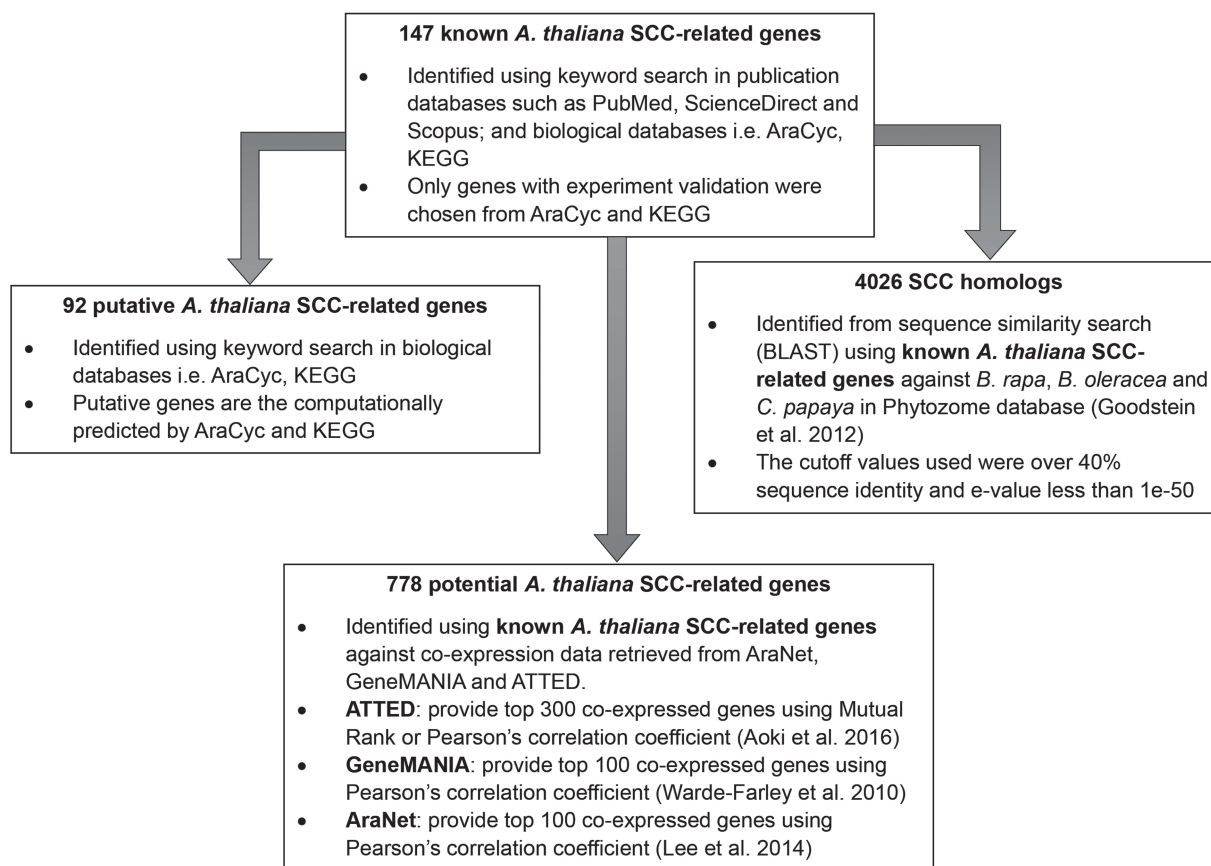 147 known A. thaliana SCC-related genes
• Identified using keyword search in publication
databases such as PubMed, ScienceDirect and
Scopus; and biological databases i.e. AraCyc,
KEGG
• Only genes with experiment validation were
chosen from AraCyc and KEGG
92 putative A. thaliana SCC-related genes
• Identified using keyword search in biological
databases i.e. AraCyc, KEGG
• Putative genes are the computationally
predicted by AraCyc and KEGG
4026 SCC homologs
• Identified from sequence similarity search
(BLAST) using known A. thaliana SCC-
related genes against B. rapa, B. oleracea and
C. papaya in Phytozome database (Goodstein
et al. 2012)
• The cutoff values used were over 40%
sequence identity and e-value less than 1e-50
778 potential A. thaliana SCC-related genes
• Identified using known A. thaliana SCC-related genes
against co-expression data retrieved from AraNet,
GeneMANIA and ATTED.
• ATTED: provide top 300 co-expressed genes using Mutual
Rank or Pearson's correlation coefficient (Aoki et al. 2016)
• GeneMANIA: provide top 100 co-expressed genes using
Pearson's correlation coefficient (Warde-Farley et al. 2010)
• AraNet: provide top 100 co-expressed genes using
Pearson's correlation coefficient (Lee et al. 2014)